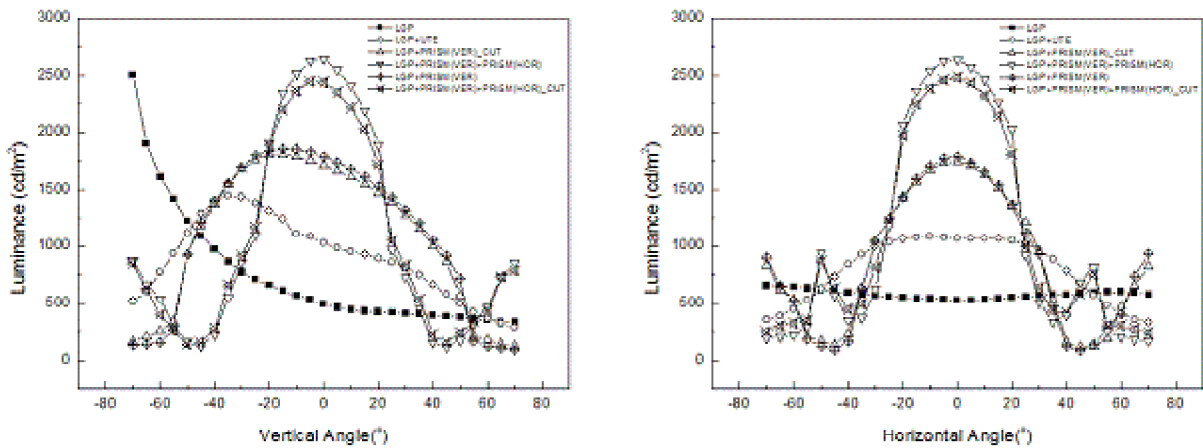 3000
2500
2000
1500
1000
500
0
Luminance (cd/m²)
-80 -60 -40 -20 0 20 40 60 80
Vertical Angle(°)
LGP
LGP+UTE
LGP+PRISM(VER)_CUT
LGP+PRISM(VER)+PRISM(HOR)
LGP+PRISM(VER)
LGP+PRISM(VER)+PRISM(HOR)_CUT
3000
2500
2000
1500
1000
500
0
Luminance (cd/m²)
-80 -60 -40 -20 0 20 40 60 80
Horizontal Angle(°)
LGP
LGP+UTE
LGP+PRISM(VER)_CUT
LGP+PRISM(VER)+PRISM(HOR)
LGP+PRISM(VER)
LGP+PRISM(VER)+PRISM(HOR)_CUT